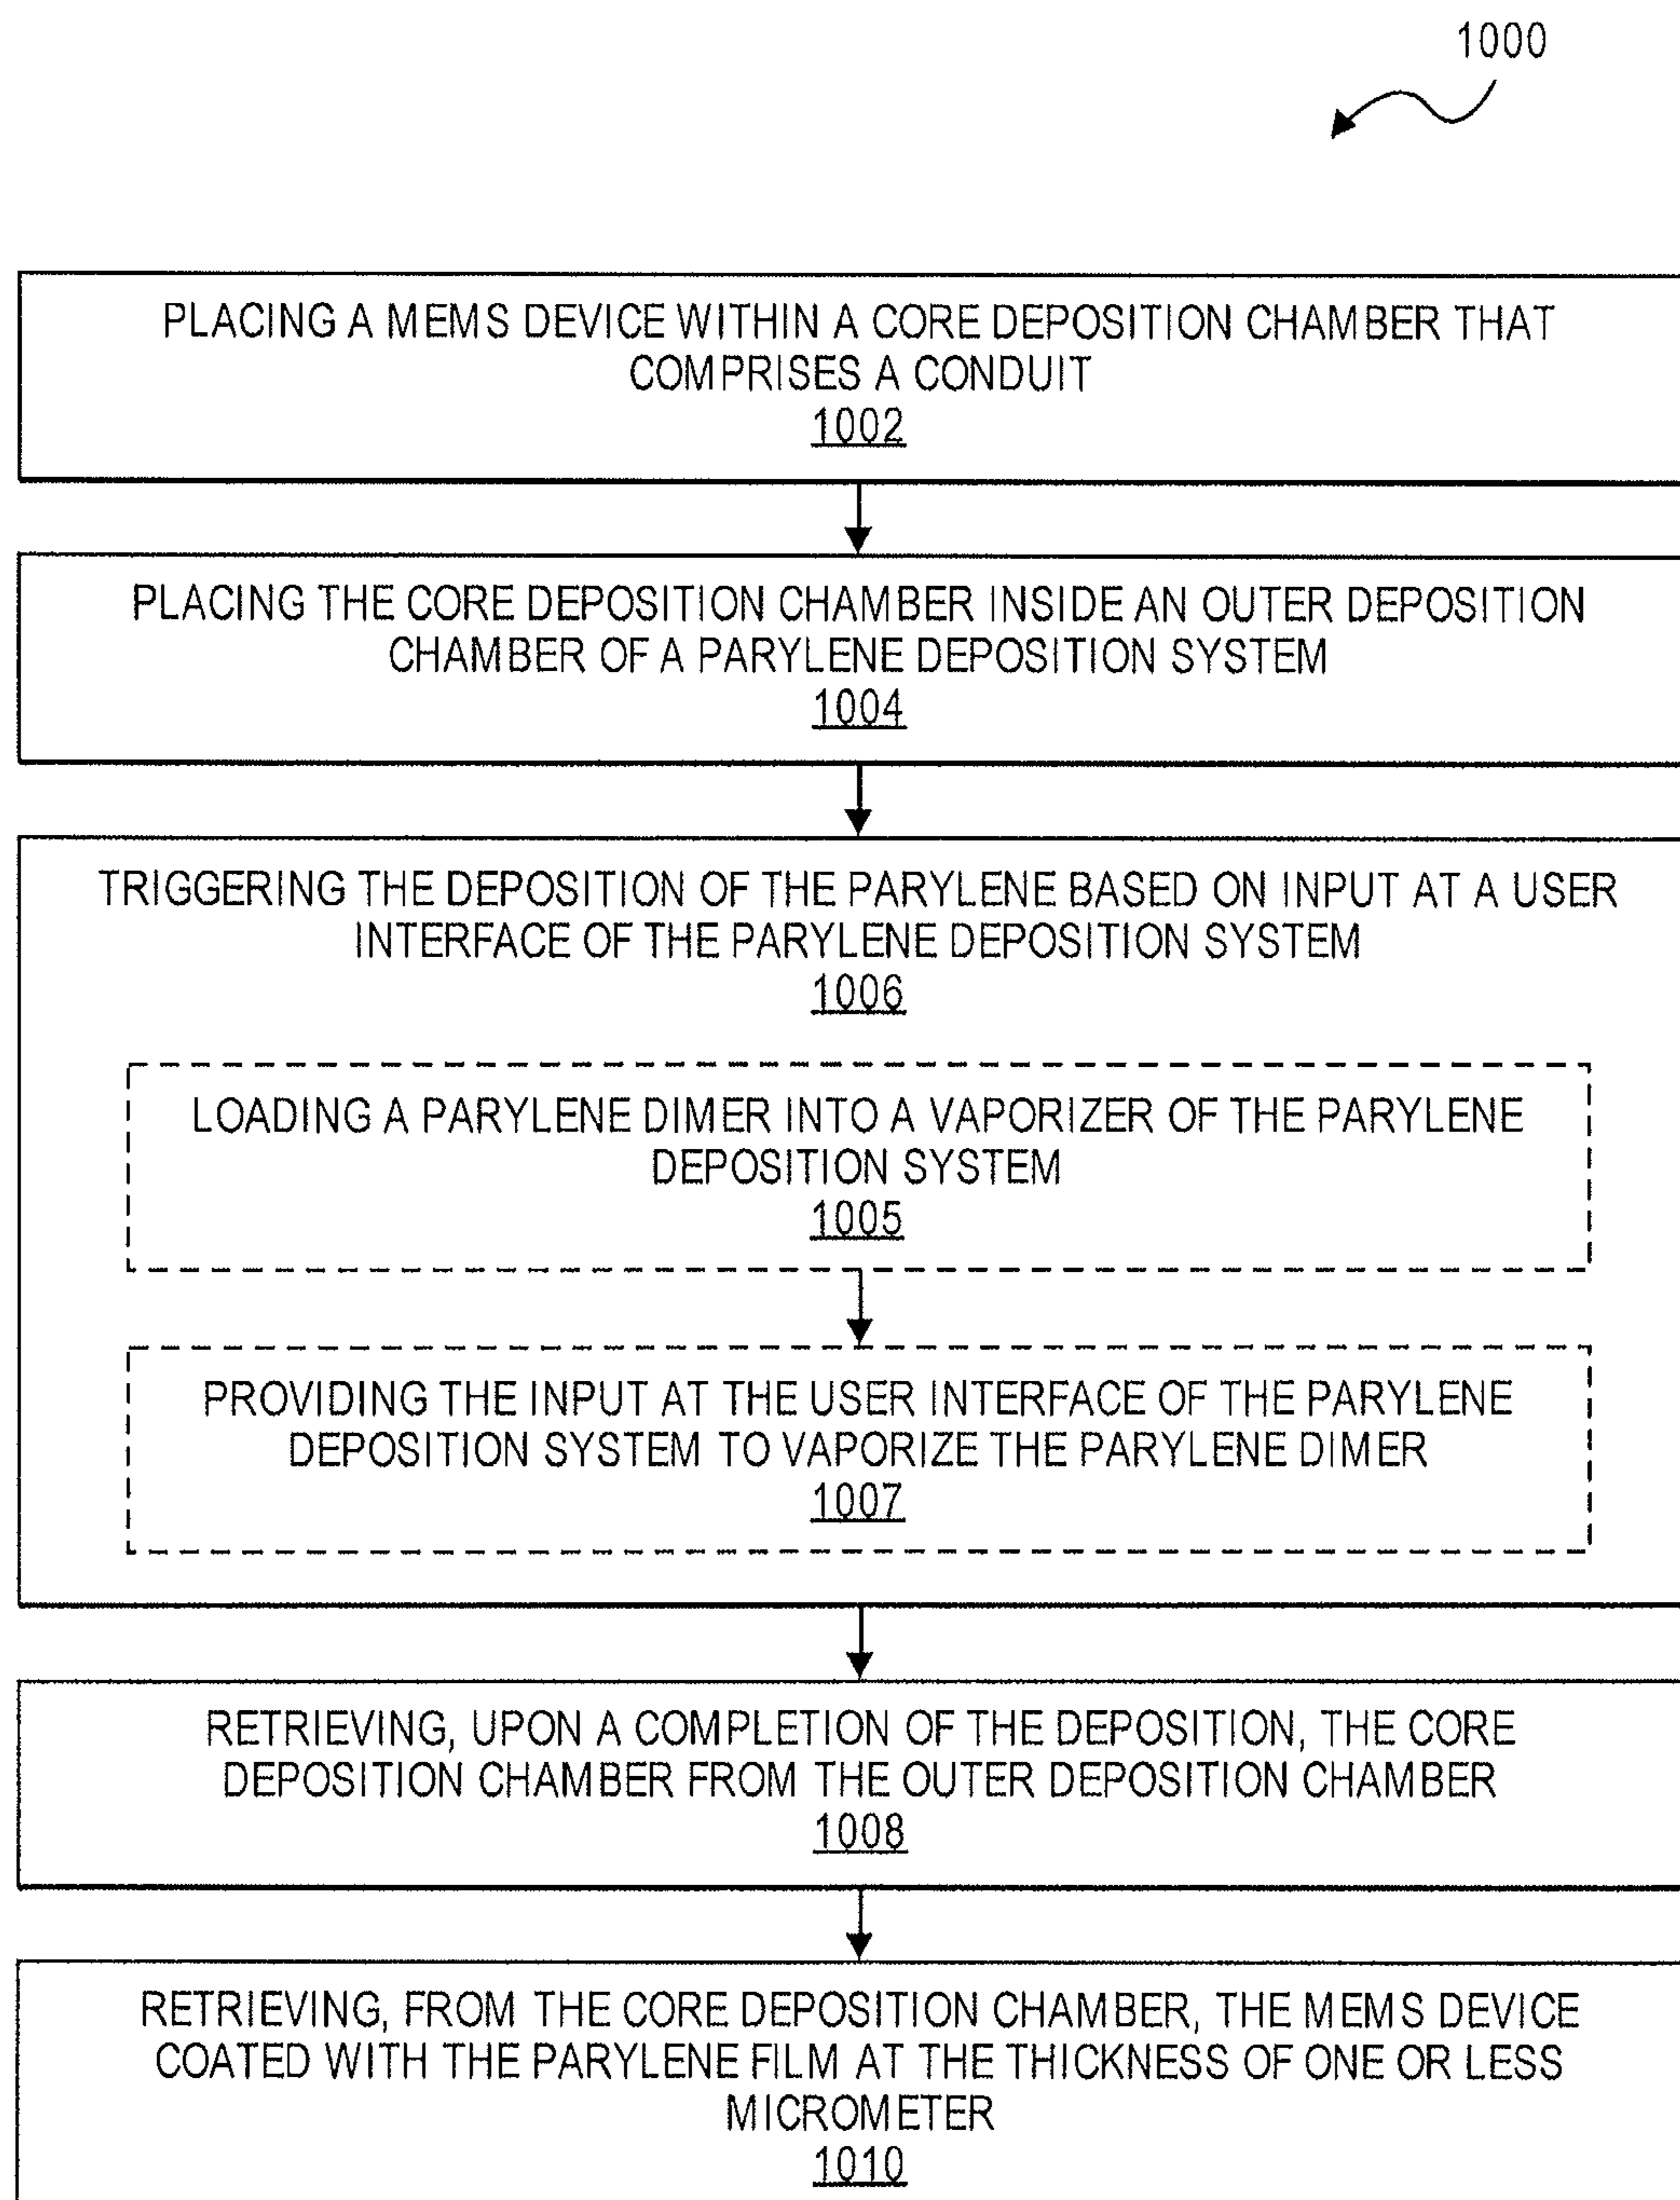 1000
PLACING A MEMS DEVICE WITHIN A CORE DEPOSITION CHAMBER THAT
COMPRISES A CONDUIT
1002
PLACING THE CORE DEPOSITION CHAMBER INSIDE AN OUTER DEPOSITION
CHAMBER OF A PARYLENE DEPOSITION SYSTEM
1004
TRIGGERING THE DEPOSITION OF THE PARYLENE BASED ON INPUT AT A USER
INTERFACE OF THE PARYLENE DEPOSITION SYSTEM
1006
LOADING A PARYLENE DIMER INTO A VAPORIZER OF THE PARYLENE
DEPOSITION SYSTEM
1005
PROVIDING THE INPUT AT THE USER INTERFACE OF THE PARYLENE
DEPOSITION SYSTEM TO VAPORIZE THE PARYLENE DIMER
1007
RETRIEVING, UPON A COMPLETION OF THE DEPOSITION, THE CORE
DEPOSITION CHAMBER FROM THE OUTER DEPOSITION CHAMBER
1008
RETRIEVING, FROM THE CORE DEPOSITION CHAMBER, THE MEMS DEVICE
COATED WITH THE PARYLENE FILM AT THE THICKNESS OF ONE OR LESS
MICROMETER
1010